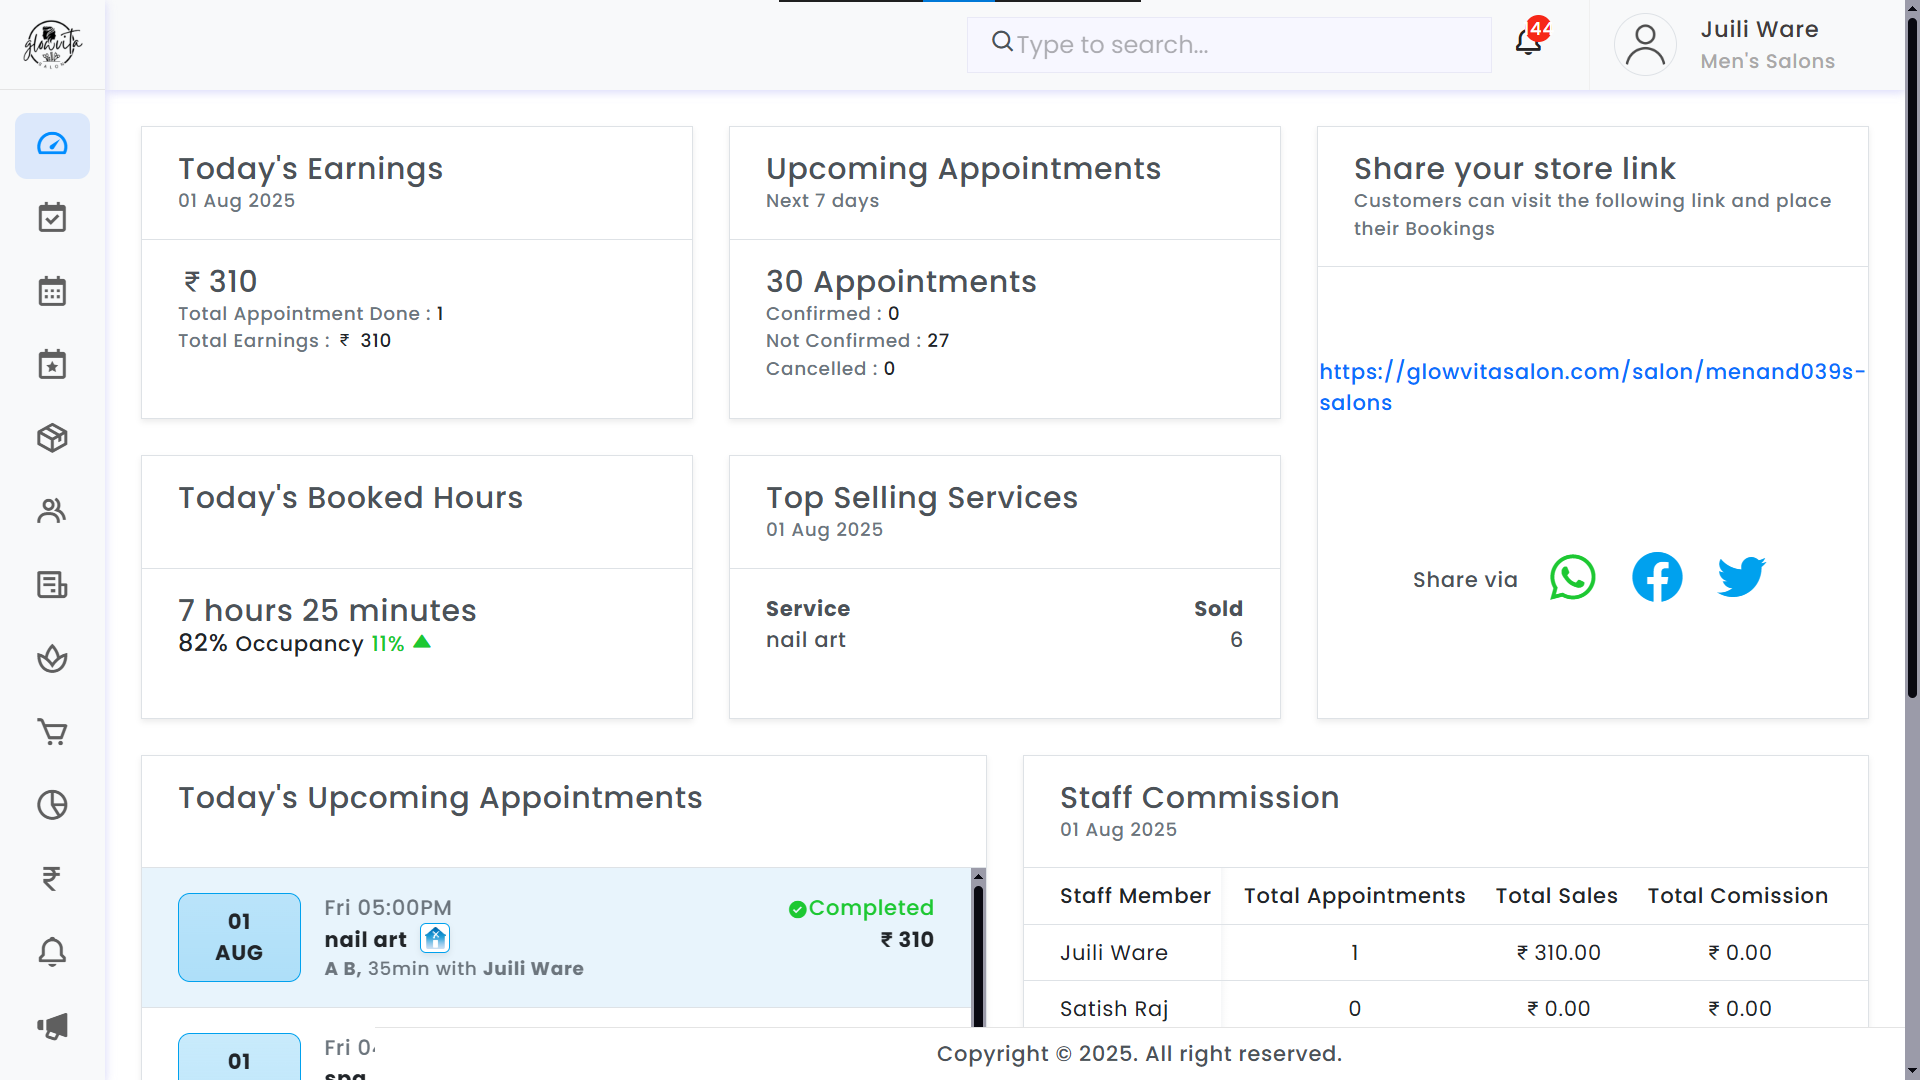 glowvita
SALON
Type to search...
44
Juili Ware
Men's Salons
Today's Earnings
01 Aug 2025
₹ 310
Total Appointment Done : 1
Total Earnings : ₹ 310
Upcoming Appointments
Next 7 days
30 Appointments
Confirmed : 0
Not Confirmed : 27
Cancelled : 0
Share your store link
Customers can visit the following link and place
their Bookings
https://glowvitasalon.com/salon/menand039s-
salons
Share via
Today's Booked Hours
7 hours 25 minutes
82% Occupancy 11%
Top Selling Services
01 Aug 2025
Service Sold
nail art 6
Today's Upcoming Appointments
01
AUG
Fri 05:00PM
nail art
A B, 35min with Juili Ware
Completed
₹ 310
01
Fri
spa
Staff Commission
01 Aug 2025
Staff Member Total Appointments Total Sales Total Comission
Juili Ware 1 ₹ 310.00 ₹ 0.00
Satish Raj 0 ₹ 0.00 ₹ 0.00
Copyright © 2025. All right reserved.